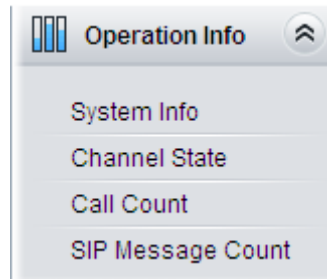 Operation Info
System Info
Channel State
Call Count
SIP Message Count